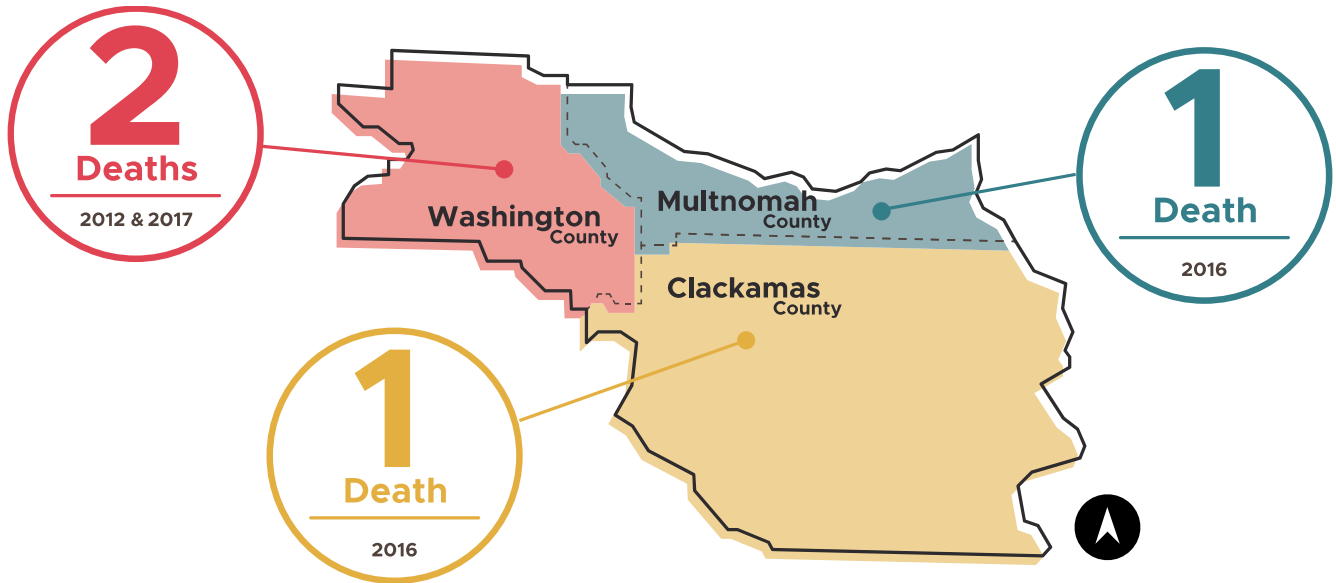 2
Deaths
2012 & 2017
Washington
County
Multnomah
County
1
Death
2016
Clackamas
County
1
Death
2016